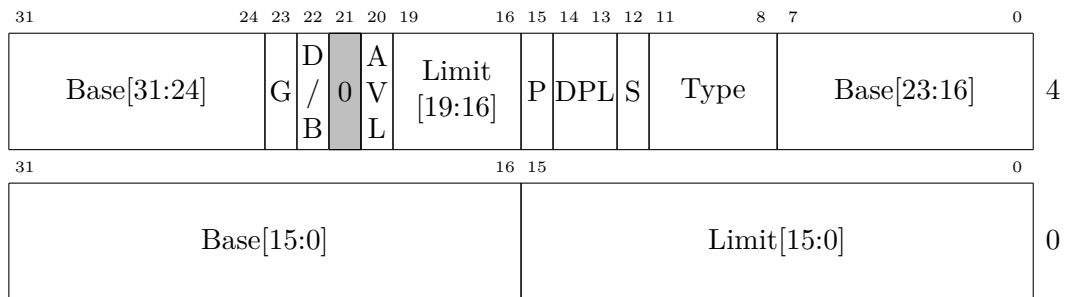 31 24 23 22 21 20 19 16 15 14 13 12 11 8 7 0
Base[31:24] G D/B 0 AVL Limit [19:16] P DPL S Type Base[23:16] 4
31 16 15 0
Base[15:0] Limit[15:0] 0